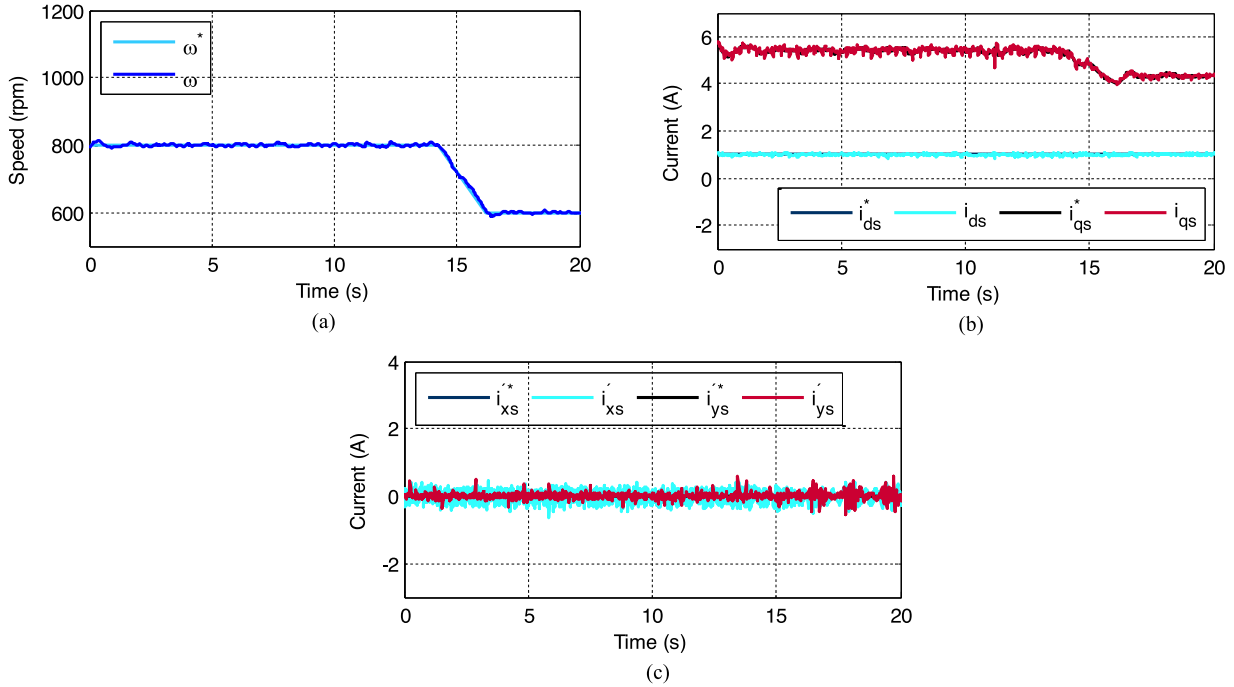 1200
1000
800
600
Speed (rpm)
ω*
ω
0 5 10 15 20
Time (s)
(a)
6
4
2
0
-2
Current (A)
i*ds ids i*qs iqs
0 5 10 15 20
Time (s)
(b)
4
2
0
-2
Current (A)
i´*xs i´xs i´*ys i´ys
0 5 10 15 20
Time (s)
(c)